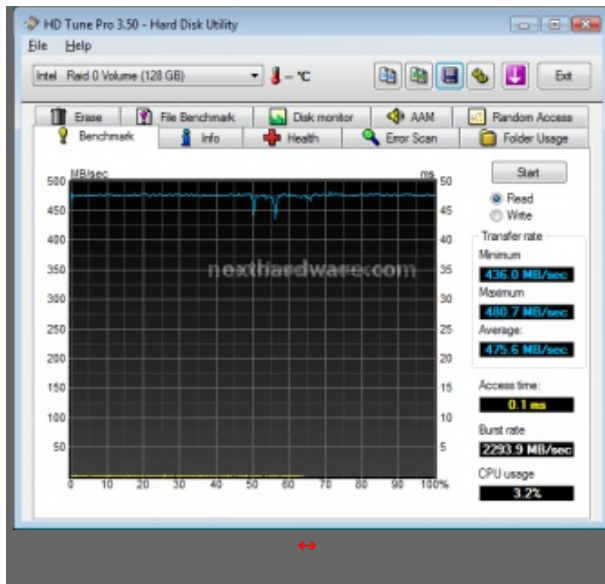 HD Tune Pro 3.50 - Hard Disk Utility
File Help
Intel Raid 0 Volume (128 GB)
– °C
Exit
Erase File Benchmark Disk monitor AAM Random Access
Benchmark Info Health Error Scan Folder Usage
MB/sec ms
500 50
450 45
400 40
350 35
300 30
250 25
200 20
150 15
100 10
50 5
0 10 20 30 40 50 60 70 80 90 100%
nexthardware.com
Start
Read
Write
Transfer rate
Minimum
436.0 MB/sec
Maximum
480.7 MB/sec
Average:
475.6 MB/sec
Access time:
0.1 ms
Burst rate
2293.9 MB/sec
CPU usage
3.2%